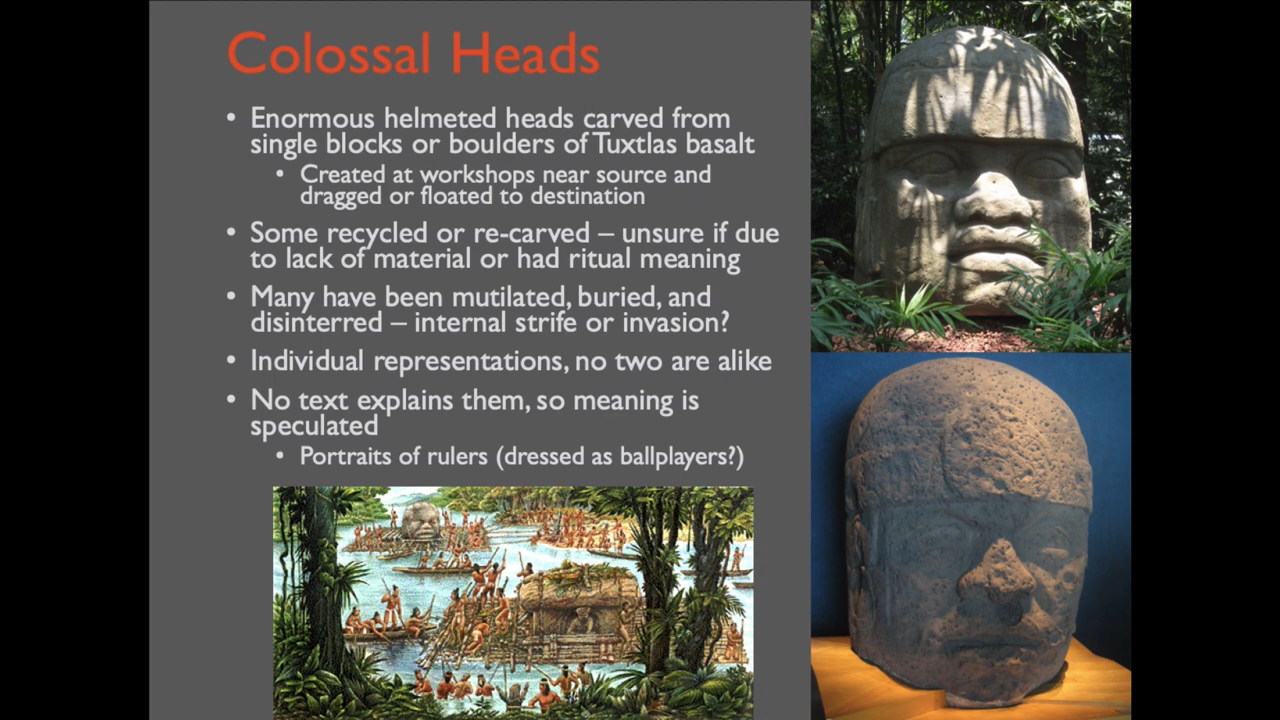 Colossal Heads
• Enormous helmeted heads carved from
single blocks or boulders of Tuxtlas basalt
• Created at workshops near source and
dragged or floated to destination
• Some recycled or re-carved – unsure if due
to lack of material or had ritual meaning
• Many have been mutilated, buried, and
disinterred – internal strife or invasion?
• Individual representations, no two are alike
• No text explains them, so meaning is
speculated
• Portraits of rulers (dressed as ballplayers?)